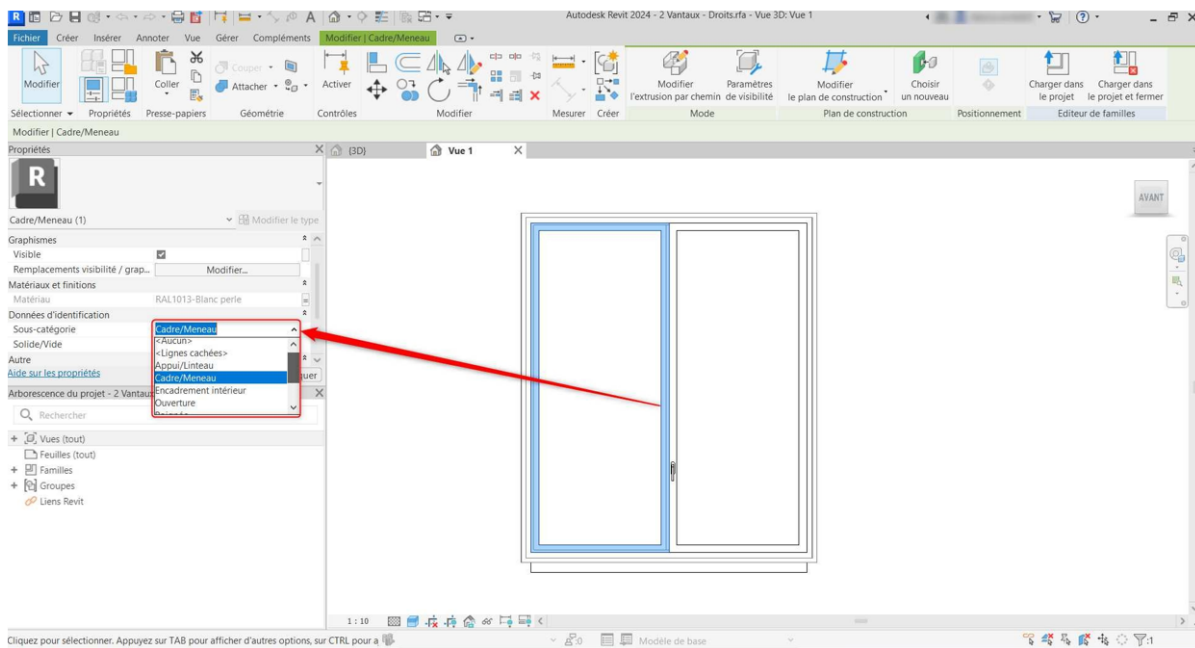 Autodesk Revit 2024 - 2 Vantaux - Droits.rfa - Vue 3D: Vue 1
Fichier Créer Insérer Annoter Vue Gérer Compléments Modifier | Cadre/Meneau
Modifier Coller Couper Attacher Activer Modifier l'extrusion par chemin Paramètres de visibilité Modifier le plan de construction Choisir un nouveau Charger dans le projet Charger dans le projet et fermer
Sélectionner Propriétés Presse-papiers Géométrie Contrôles Modifier Mesurer Créer Mode Plan de construction Positionnement Editeur de familles
Modifier | Cadre/Meneau
Propriétés
{3D} Vue 1
R
AVANT
Cadre/Meneau (1) Modifier le type
Graphismes
Visible
Remplacements visibilité / grap... Modifier...
Matériaux et finitions
Matériau RAL1013-Blanc perle
Données d'identification
Sous-catégorie Cadre/Meneau
Solide/Vide <Aucun>
<Lignes cachées>
Autre
Appui/Linteau
Aide sur les propriétés Cadre/Meneau
Arborescence du projet - 2 Vantau Encadrement intérieur
Ouverture
Rechercher
Vues (tout)
Feuilles (tout)
Familles
Groupes
Liens Revit
1 : 10
Cliquez pour sélectionner. Appuyez sur TAB pour afficher d'autres options, sur CTRL pour a :0 Modèle de base :1